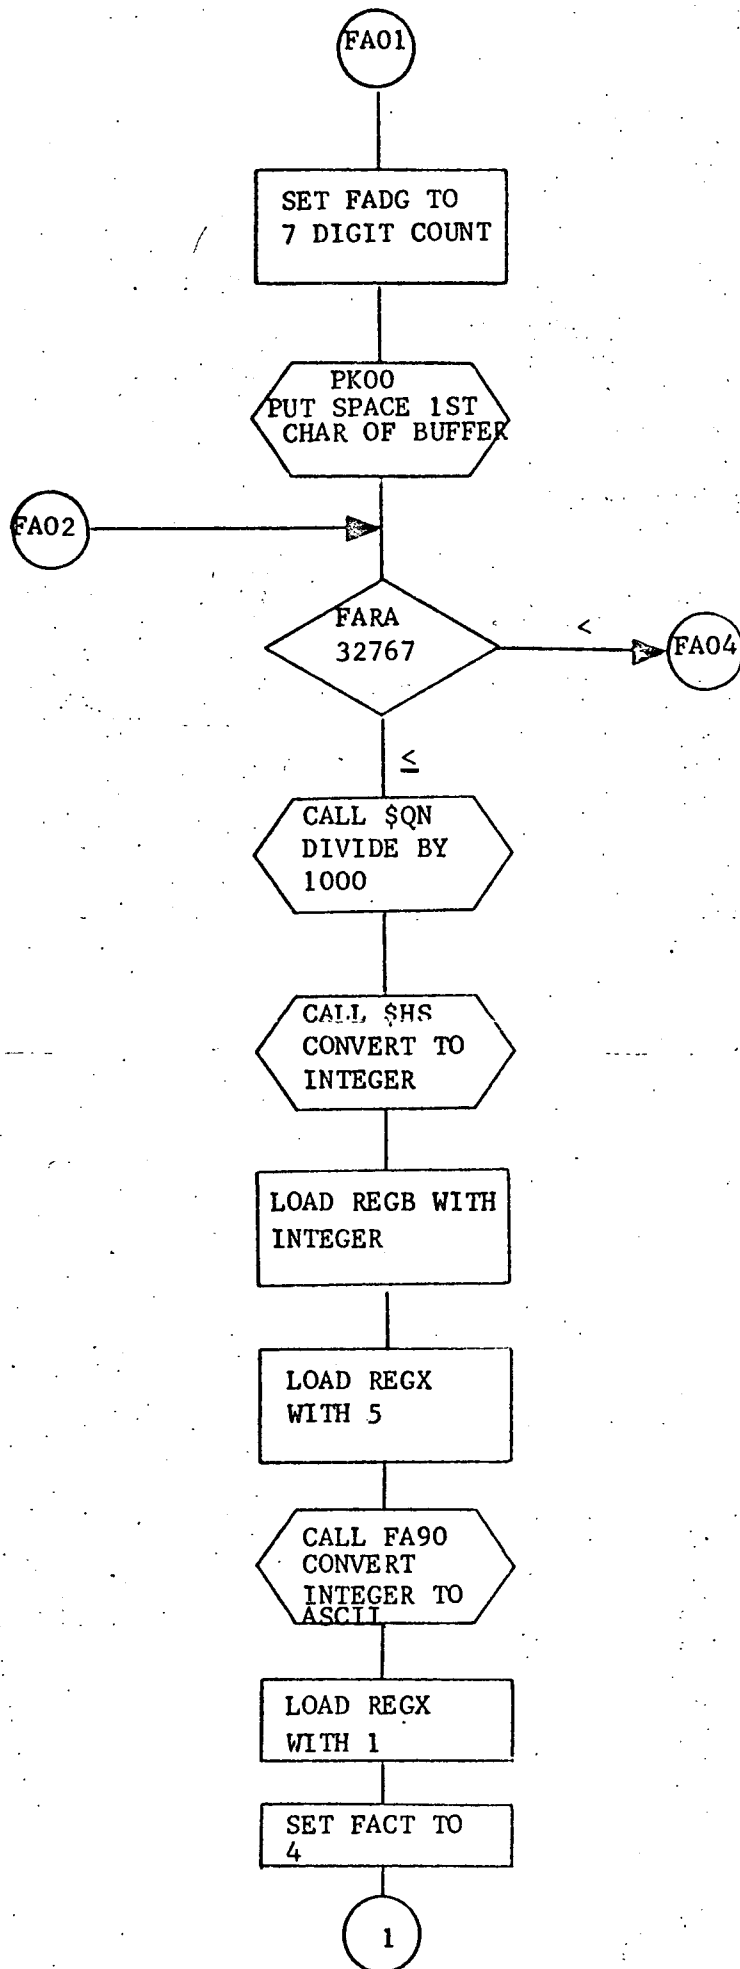 FA01
SET FADG TO
7 DIGIT COUNT
PK00
PUT SPACE 1ST
CHAR OF BUFFER
FA02
FARA
32767
<
FA04
≤
CALL $QN
DIVIDE BY
1000
CALL $HS
CONVERT TO
INTEGER
LOAD REGB WITH
INTEGER
LOAD REGX
WITH 5
CALL FA90
CONVERT
INTEGER TO
ASCII
LOAD REGX
WITH 1
SET FACT TO
4
1